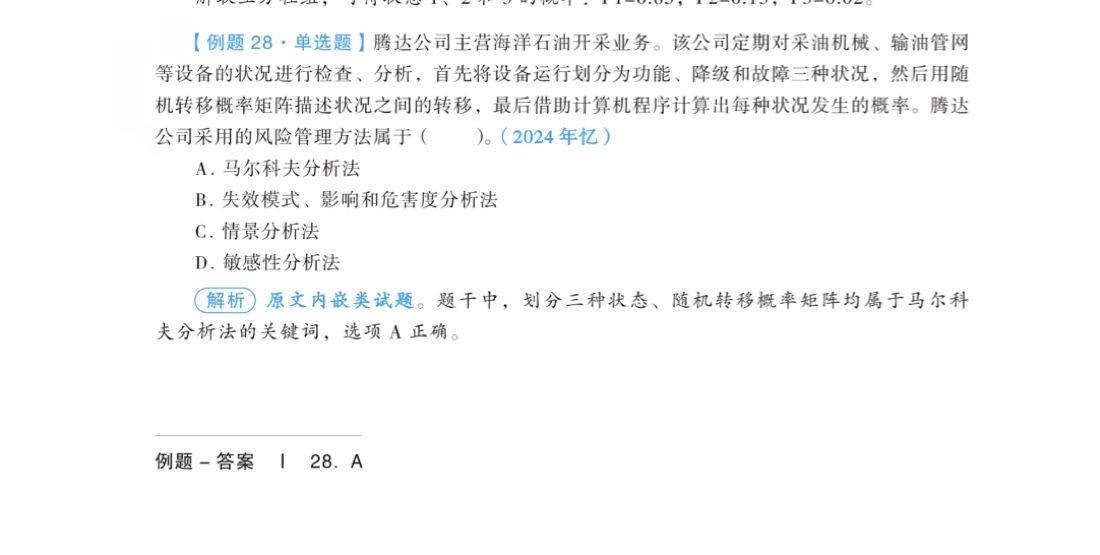 【例题 28·单选题】腾达公司主营海洋石油开采业务。该公司定期对采油机械、输油管网
等设备的状况进行检查、分析，首先将设备运行划分为功能、降级和故障三种状况，然后用随
机转移概率矩阵描述状况之间的转移，最后借助计算机程序计算出每种状况发生的概率。腾达
公司采用的风险管理方法属于（　　）。（2024 年忆）
A. 马尔科夫分析法
B. 失效模式、影响和危害度分析法
C. 情景分析法
D. 敏感性分析法
解析 原文内嵌类试题。题干中，划分三种状态、随机转移概率矩阵均属于马尔科
夫分析法的关键词，选项 A 正确。
例题－答案 | 28. A